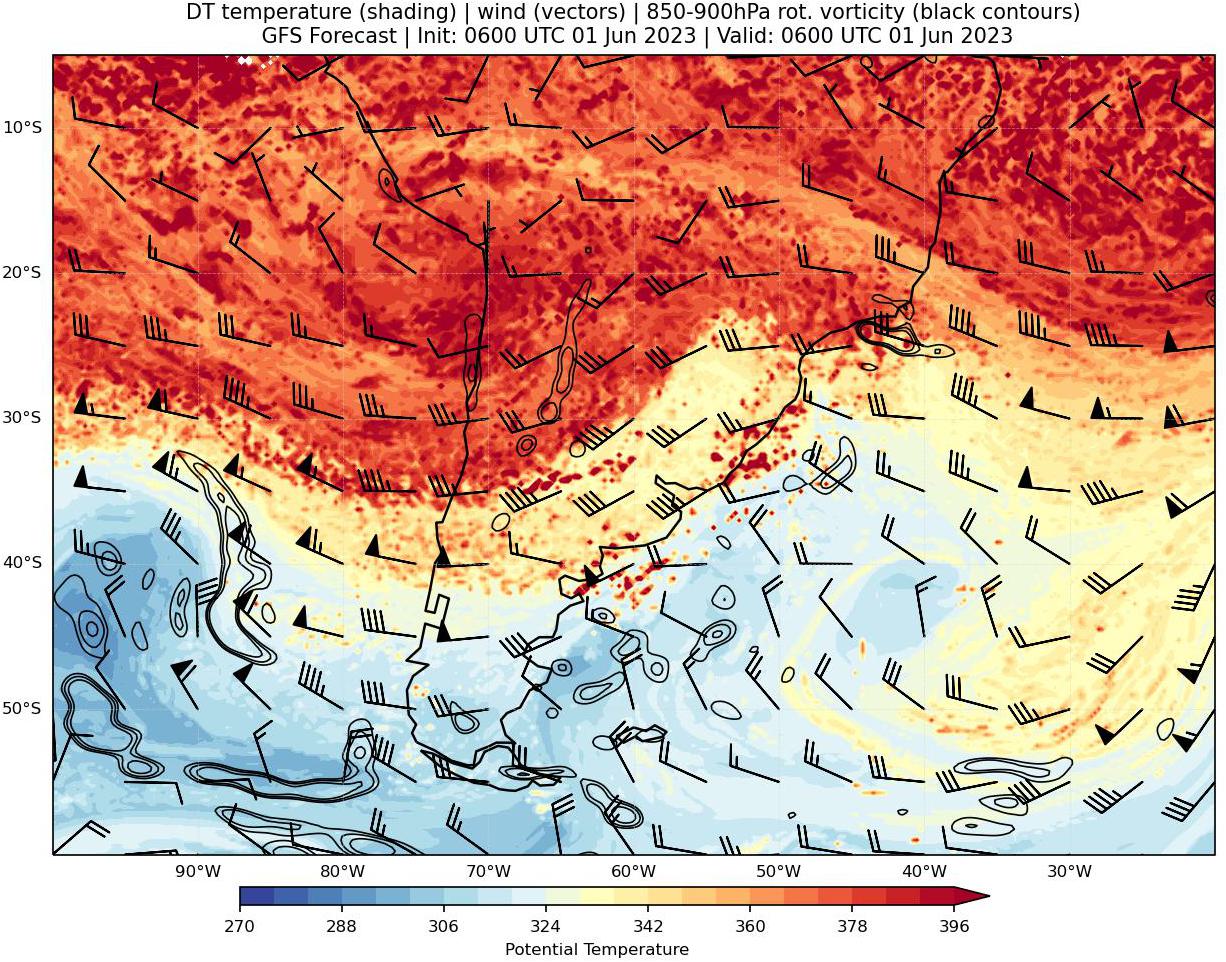 DT temperature (shading) | wind (vectors) | 850-900hPa rot. vorticity (black contours)
GFS Forecast | Init: 0600 UTC 01 Jun 2023 | Valid: 0600 UTC 01 Jun 2023
10°S
20°S
30°S
40°S
50°S
90°W 80°W 70°W 60°W 50°W 40°W 30°W
270 288 306 324 342 360 378 396
Potential Temperature